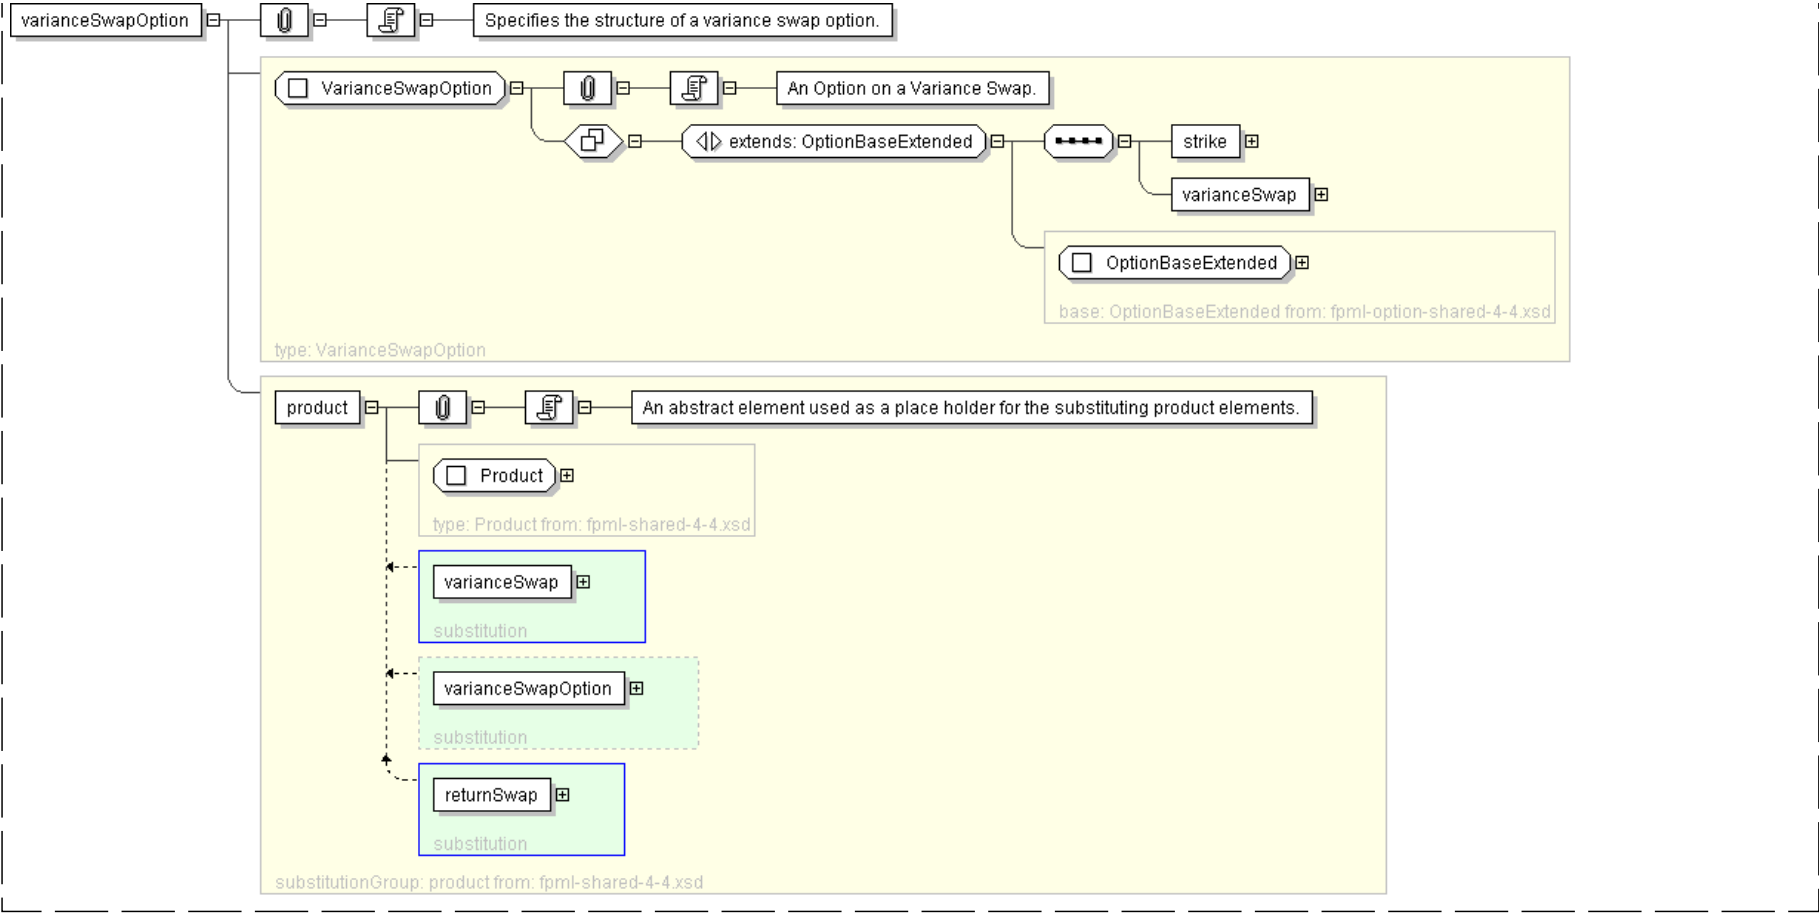 varianceSwapOption
Specifies the structure of a variance swap option.
VarianceSwapOption
An Option on a Variance Swap.
extends: OptionBaseExtended
strike
varianceSwap
OptionBaseExtended
base: OptionBaseExtended from: fpml-option-shared-4-4.xsd
type: VarianceSwapOption
product
An abstract element used as a place holder for the substituting product elements.
Product
type: Product from: fpml-shared-4-4.xsd
varianceSwap
substitution
varianceSwapOption
substitution
returnSwap
substitution
substitutionGroup: product from: fpml-shared-4-4.xsd